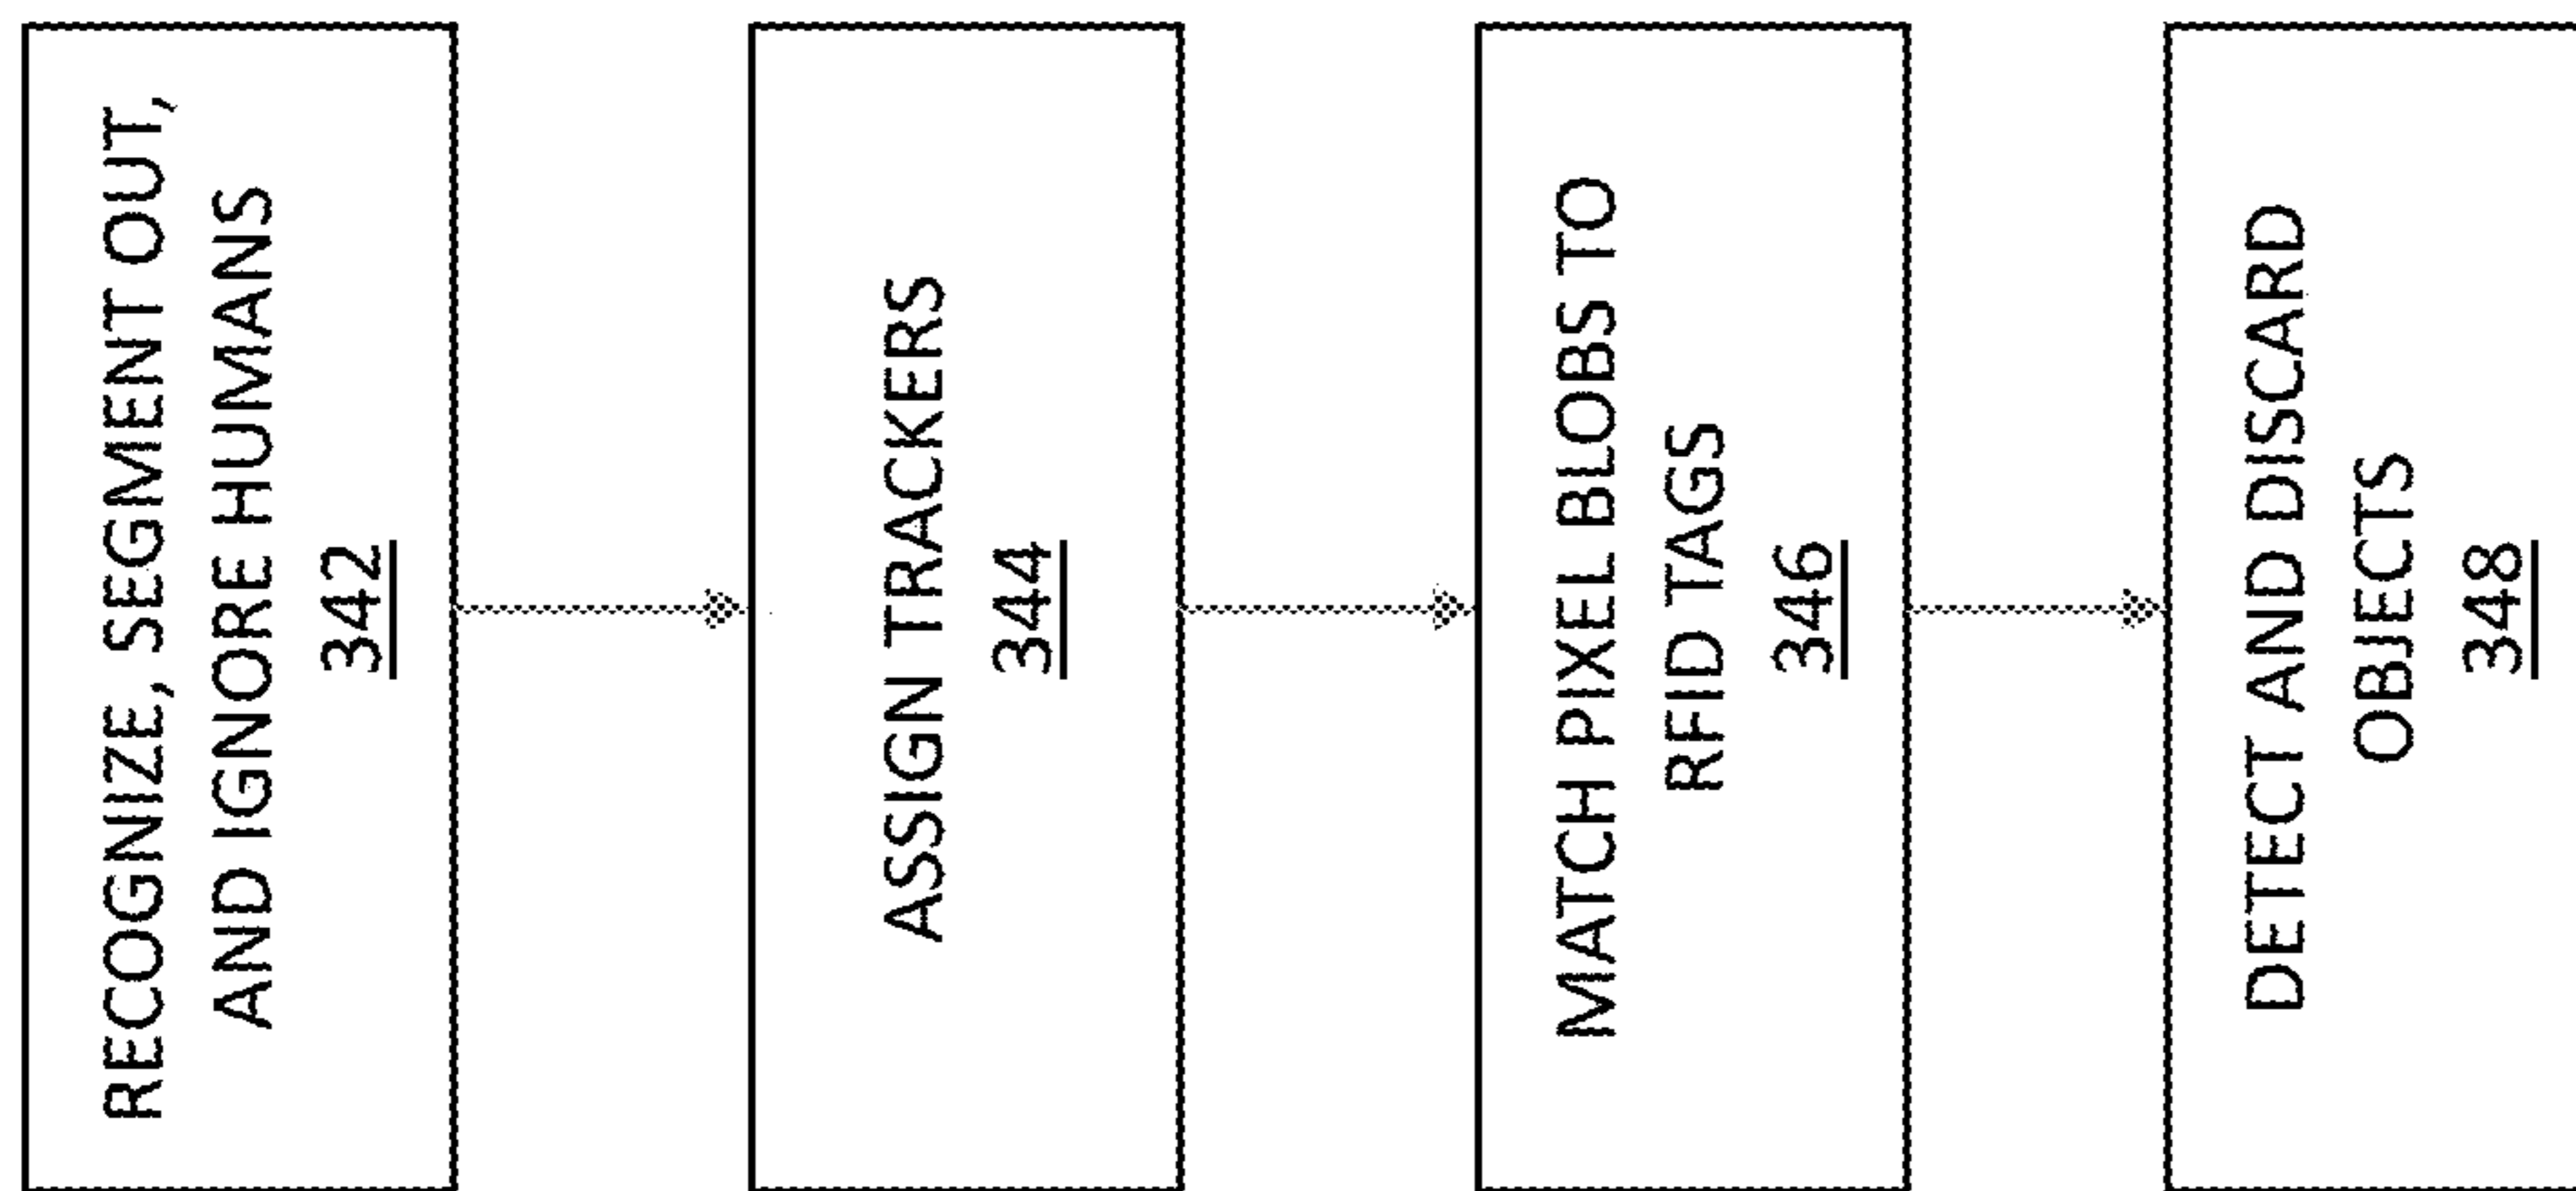 RECOGNIZE, SEGMENT OUT,
AND IGNORE HUMANS
342
ASSIGN TRACKERS
344
MATCH PIXEL BLOBS TO
RFID TAGS
346
DETECT AND DISCARD
OBJECTS
348